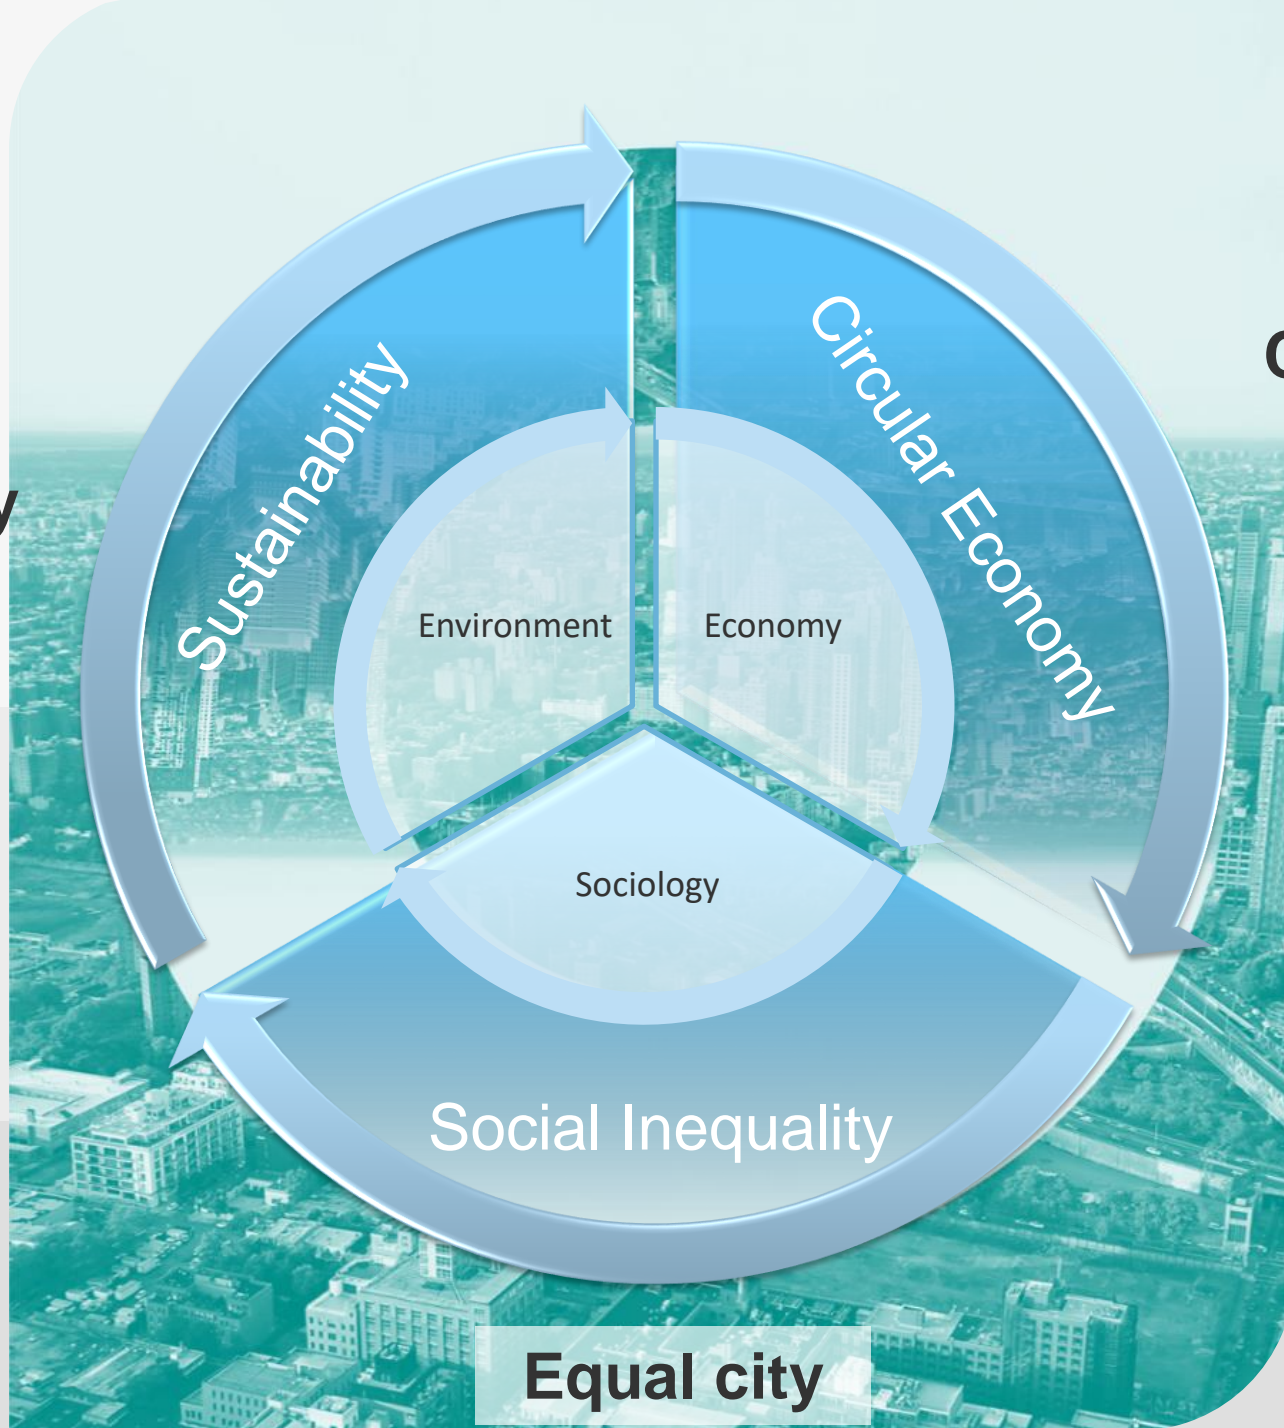 Circular Economy
Sustainability
y
Environment
Economy
Sociology
Social Inequality
Equal city